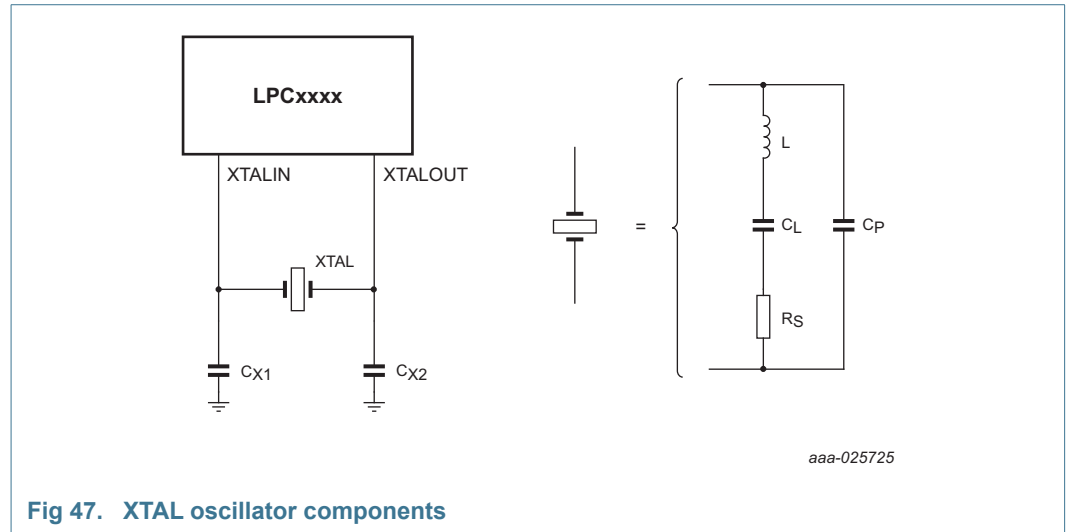 LPCxxxx
XTALIN
XTALOUT
XTAL
CX1
CX2
=
L
CL
CP
RS
aaa-025725
Fig 47. XTAL oscillator components